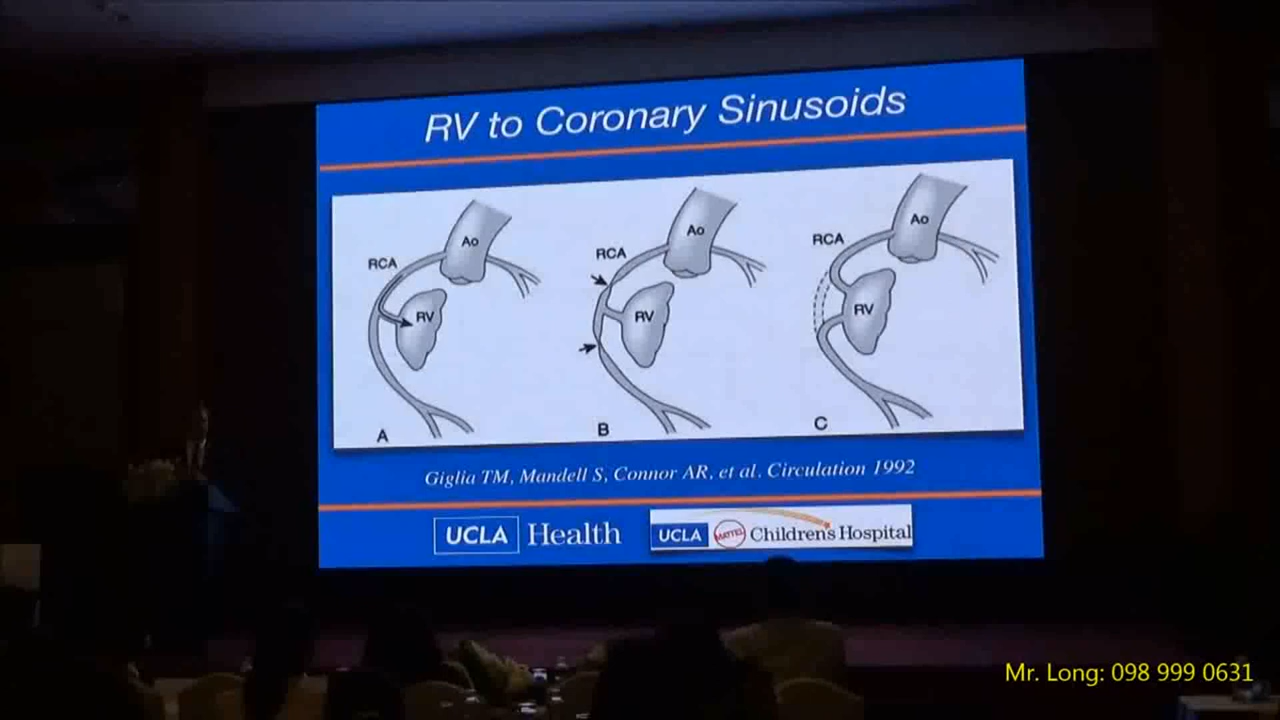 RV to Coronary Sinusoids
Ao
RCA
RV
A
Ao
RCA
RV
B
Ao
RCA
RV
C
Giglia TM, Mandell S, Connor AR, et al. Circulation 1992
UCLA Health
UCLA MATTEL Children's Hospital
Mr. Long: 098 999 0631